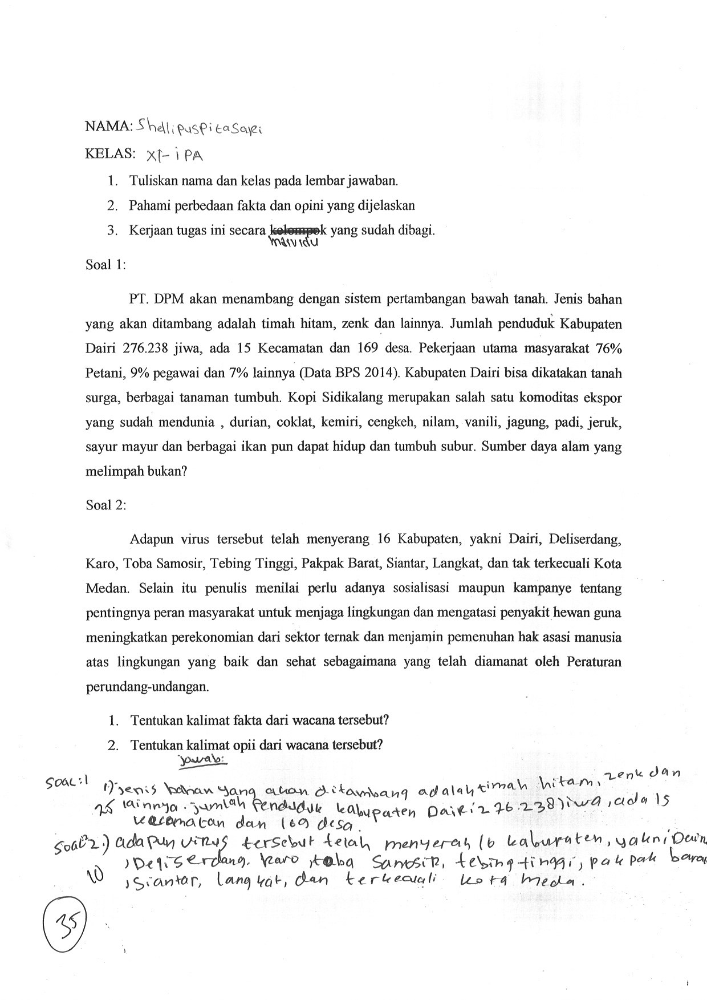 NAMA: Shellipuspitasari
KELAS: XI-iPA
1. Tuliskan nama dan kelas pada lembar jawaban.
2. Pahami perbedaan fakta dan opini yang dijelaskan
3. Kerjaan tugas ini secara kelompok yang sudah dibagi.
individu
Soal 1:
PT. DPM akan menambang dengan sistem pertambangan bawah tanah. Jenis bahan
yang akan ditambang adalah timah hitam, zenk dan lainnya. Jumlah penduduk Kabupaten
Dairi 276.238 jiwa, ada 15 Kecamatan dan 169 desa. Pekerjaan utama masyarakat 76%
Petani, 9% pegawai dan 7% lainnya (Data BPS 2014). Kabupaten Dairi bisa dikatakan tanah
surga, berbagai tanaman tumbuh. Kopi Sidikalang merupakan salah satu komoditas ekspor
yang sudah mendunia , durian, coklat, kemiri, cengkeh, nilam, vanili, jagung, padi, jeruk,
sayur mayur dan berbagai ikan pun dapat hidup dan tumbuh subur. Sumber daya alam yang
melimpah bukan?
Soal 2:
Adapun virus tersebut telah menyerang 16 Kabupaten, yakni Dairi, Deliserdang,
Karo, Toba Samosir, Tebing Tinggi, Pakpak Barat, Siantar, Langkat, dan tak terkecuali Kota
Medan. Selain itu penulis menilai perlu adanya sosialisasi maupun kampanye tentang
pentingnya peran masyarakat untuk menjaga lingkungan dan mengatasi penyakit hewan guna
meningkatkan perekonomian dari sektor ternak dan menjamin pemenuhan hak asasi manusia
atas lingkungan yang baik dan sehat sebagaimana yang telah diamanat oleh Peraturan
perundang-undangan.
1. Tentukan kalimat fakta dari wacana tersebut?
2. Tentukan kalimat opii dari wacana tersebut?
jawab:
Soal:1 1) jenis bahan yang akan ditambang adalah timah hitam, zenk dan
25 lainnya. jumlah Penduduk kabupaten Dairi 276.238 jiwa, ada 15
kecamatan dan 169 desa.
Soal 2.) adapun virus tersebut telah menyerah 16 kabupaten, yakni Dairi
, Deliserdang. karo, toba Samosir, tebing tinggi, pak pak barat
10 , Siantar, langkat, dan terkecuali kota meda.
35